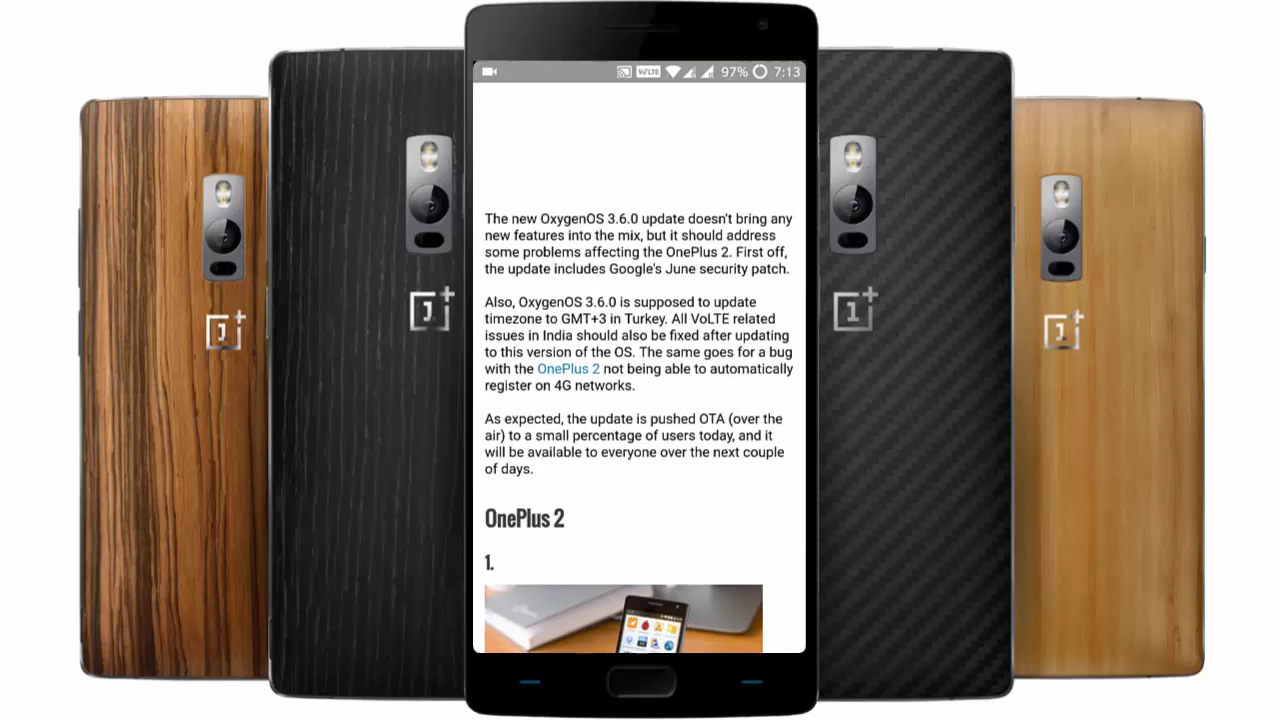 VoLTE 97% 7:13
The new OxygenOS 3.6.0 update doesn't bring any
new features into the mix, but it should address
some problems affecting the OnePlus 2. First off,
the update includes Google's June security patch.
Also, OxygenOS 3.6.0 is supposed to update
timezone to GMT+3 in Turkey. All VoLTE related
issues in India should also be fixed after updating
to this version of the OS. The same goes for a bug
with the OnePlus 2 not being able to automatically
register on 4G networks.
As expected, the update is pushed OTA (over the
air) to a small percentage of users today, and it
will be available to everyone over the next couple
of days.
OnePlus 2
1.